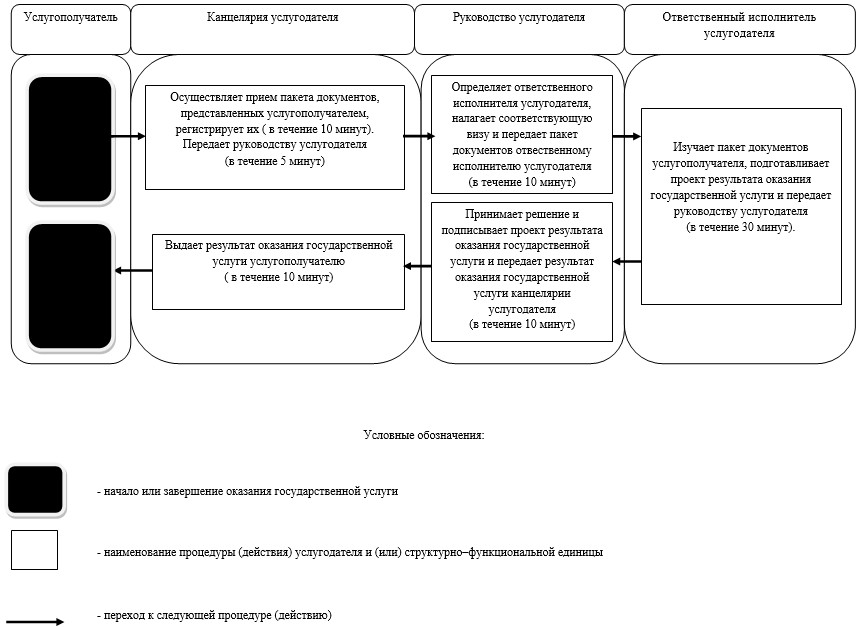 Услугополучатель
Канцелярия услугодателя
Руководство услугодателя
Ответственный исполнитель
услугодателя
Осуществляет прием пакета документов,
представленных услугополучателем,
регистрирует их ( в течение 10 минут).
Передает руководству услугодателя
(в течение 5 минут)
Определяет ответственного
исполнителя услугодателя,
налагает соответствующую
визу и передает пакет
документов отвественному
исполнителю услугодателя
(в течение 10 минут)
Изучает пакет документов
услугополучателя, подготавливает
проект результата оказания
государственной услуги и передает
руководству услугодателя
(в течение 30 минут).
Принимает решение и
подписывает проект результата
оказания государственной
услуги и передает результат
оказания государственной
услуги канцелярии
услугодателя
(в течение 10 минут)
Выдает результат оказания государственной
услуги услугополучателю
( в течение 10 минут)
Условные обозначения:
- начало или завершение оказания государственной услуги
- наименование процедуры (действия) услугодателя и (или) структурно–функциональной единицы
- переход к следующей процедуре (действию)